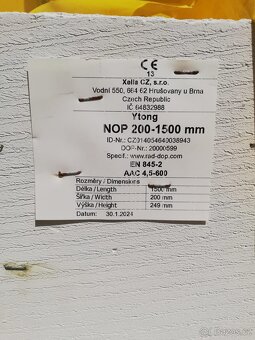 CE
13
Xella CZ, s.r.o.
Vodní 550, 664 62 Hrušovany u Brna
Czech Republic
IČ 64832988
Ytong
NOP 200-1500 mm
ID-Nr.: CZ314054640038943
DOP-Nr.: 20000599
Specif.: www.rad-dop.com
EN 845-2
AAC 4,5-600
Rozměry / Dimensions
Délka / Length 1500 mm
Šířka / Width 200 mm
Výška / Height 249 mm
Datum: 30.1.2024